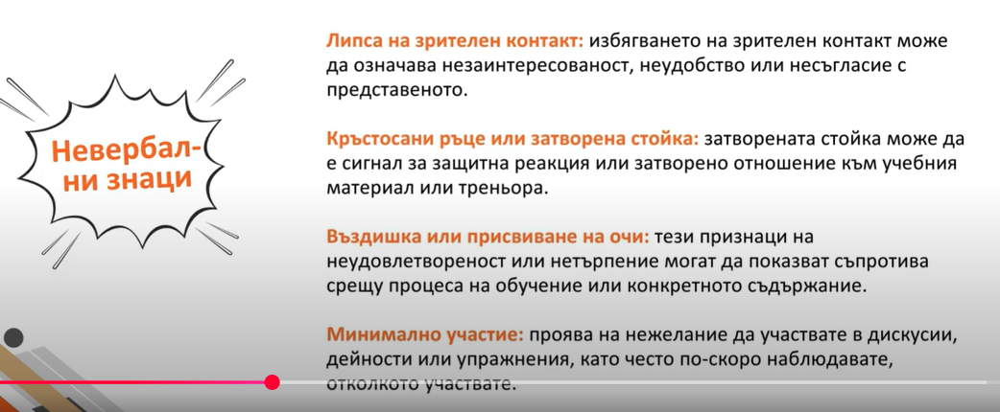 Невербал-
ни знаци
Липса на зрителен контакт: избягването на зрителен контакт може
да означава незаинтересованост, неудобство или несъгласие с
представеното.
Кръстосани ръце или затворена стойка: затворената стойка може да
е сигнал за защитна реакция или затворено отношение към учебния
материал или треньора.
Въздишка или присвиване на очи: тези признаци на
неудовлетвореност или нетърпение могат да показват съпротива
срещу процеса на обучение или конкретното съдържание.
Минимално участие: проява на нежелание да участвате в дискусии,
дейности или упражнения, като често по-скоро наблюдавате,
отколкото участвате.